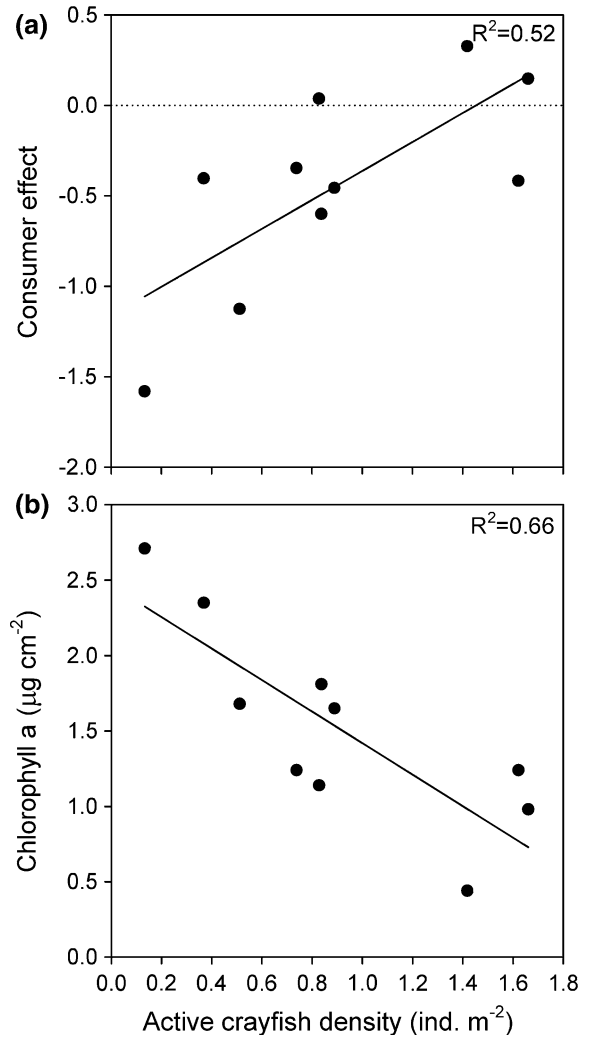 (a)
R²=0.52
0.5
0.0
-0.5
-1.0
-1.5
-2.0
Consumer effect
(b)
R²=0.66
3.0
2.5
2.0
1.5
1.0
0.5
0.0
Chlorophyll a (μg cm⁻²)
0.0 0.2 0.4 0.6 0.8 1.0 1.2 1.4 1.6 1.8
Active crayfish density (ind. m⁻²)